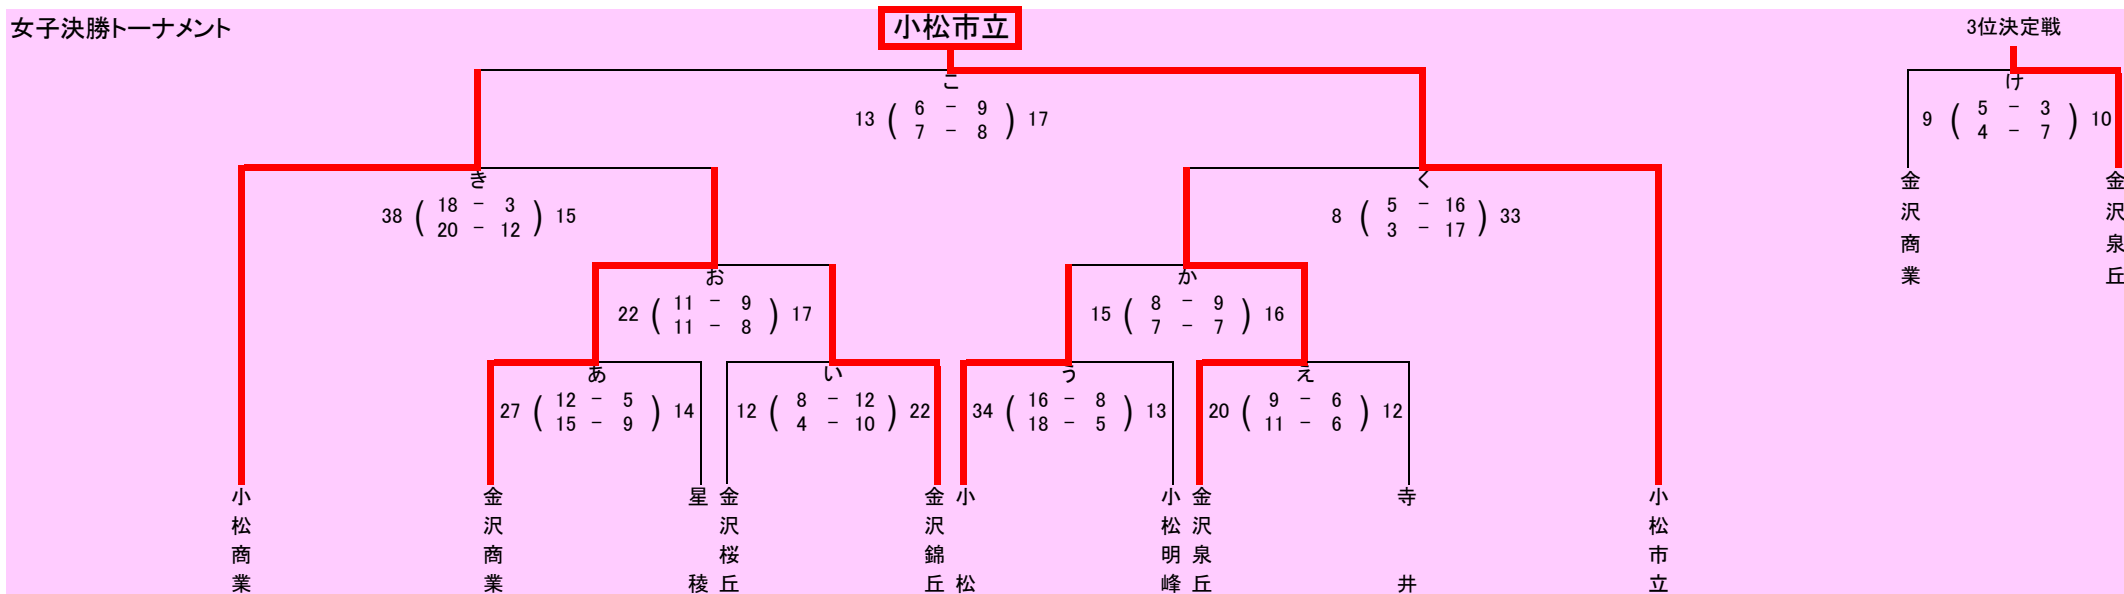 女子決勝トーナメント
小松市立
3位決定戦
こ
13 ( 6 - 9 ) 17
7 - 8
け
9 ( 5 - 3 ) 10
4 - 7
金沢商業
金沢泉丘
き
38 ( 18 - 3 ) 15
20 - 12
く
8 ( 5 - 16 ) 33
3 - 17
お
22 ( 11 - 9 ) 17
11 - 8
か
15 ( 8 - 9 ) 16
7 - 7
あ
27 ( 12 - 5 ) 14
15 - 9
い
12 ( 8 - 12 ) 22
4 - 10
う
34 ( 16 - 8 ) 13
18 - 5
え
20 ( 9 - 6 ) 12
11 - 6
小松商業
金沢商業
星稜
金沢桜丘
金沢錦丘
小松
小松明峰
金沢泉丘
寺井
小松市立